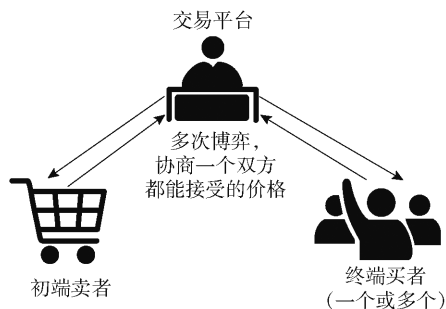 交易平台
多次博弈，
协商一个双方
都能接受的价格
初端卖者
终端买者
（一个或多个）